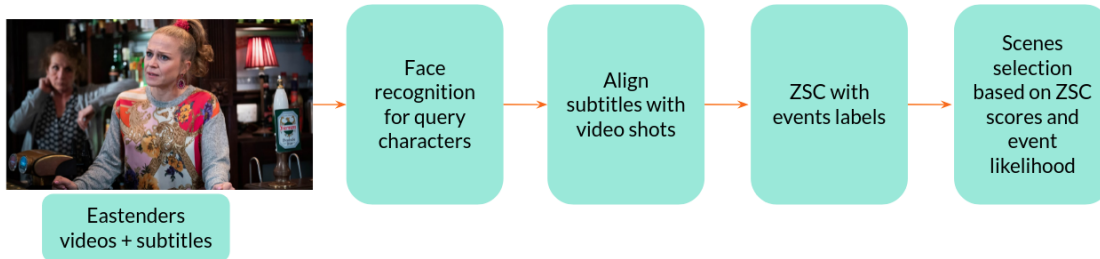 Eastenders
videos + subtitles
Face
recognition
for query
characters
Align
subtitles with
video shots
ZSC with
events labels
Scenes
selection
based on ZSC
scores and
event
likelihood